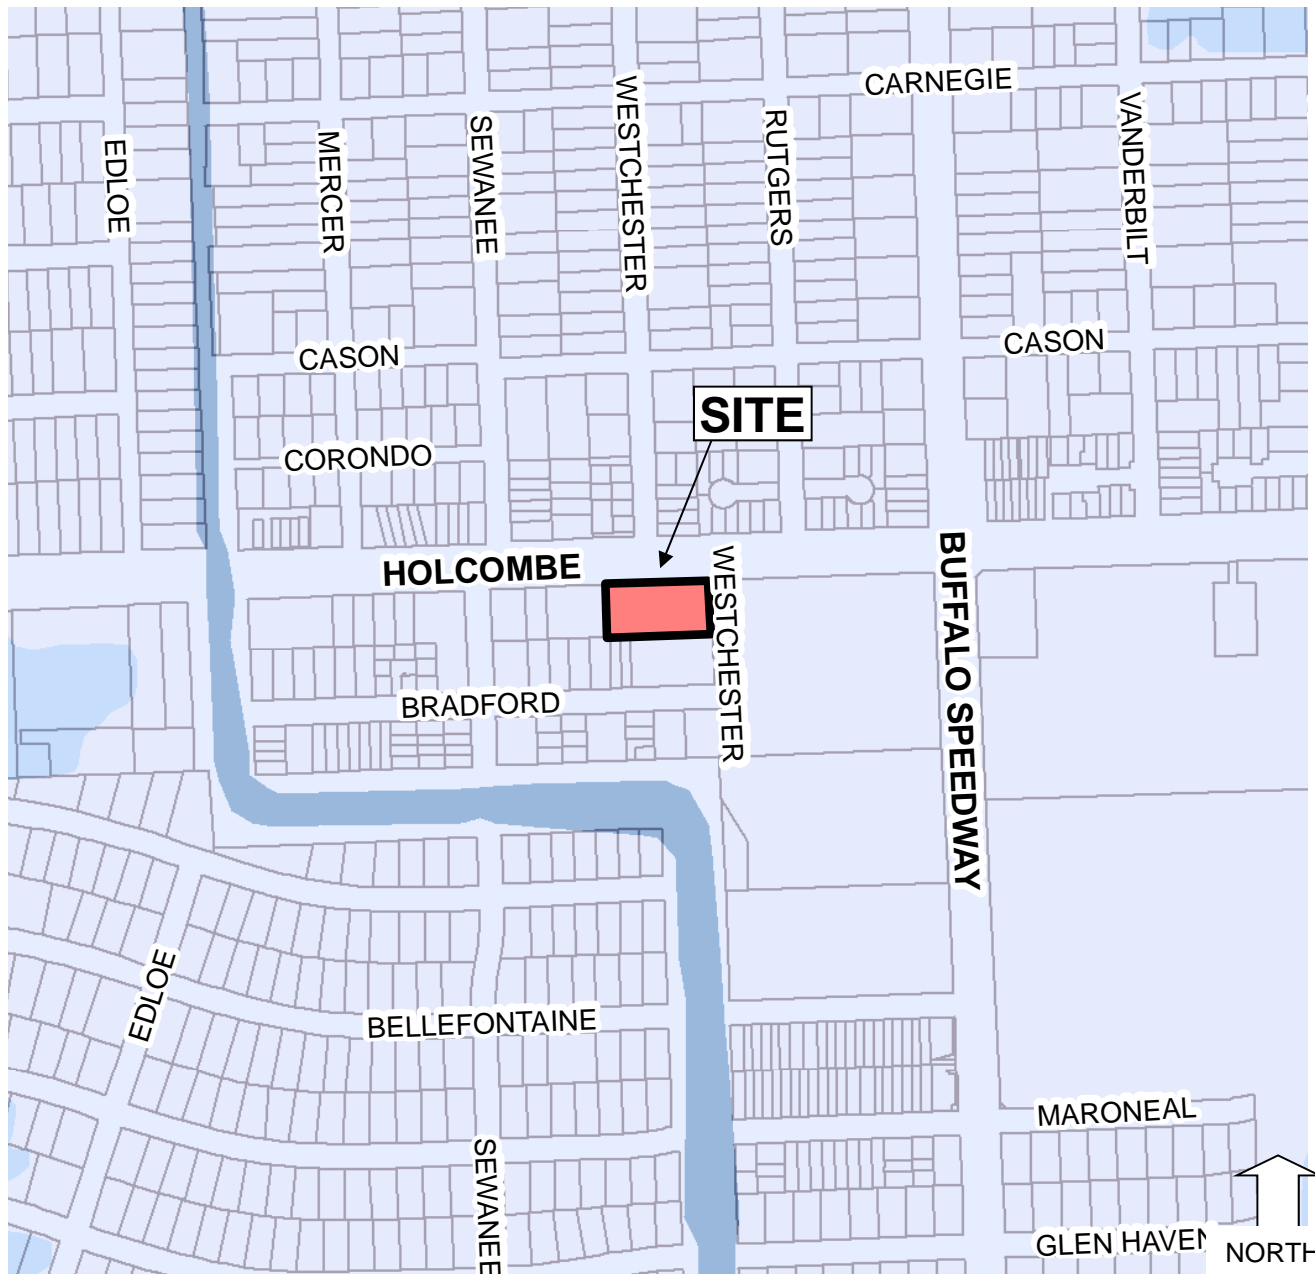 CARNEGIE
EDLOE
MERCER
SEWANEE
WESTCHESTER
RUTGERS
VANDERBILT
CASON
CASON
SITE
CORONDO
HOLCOMBE
WESTCHESTER
BUFFALO SPEEDWAY
BRADFORD
EDLOE
BELLEFONTAINE
MARONEAL
SEWANEE
GLEN HAVEN
NORTH